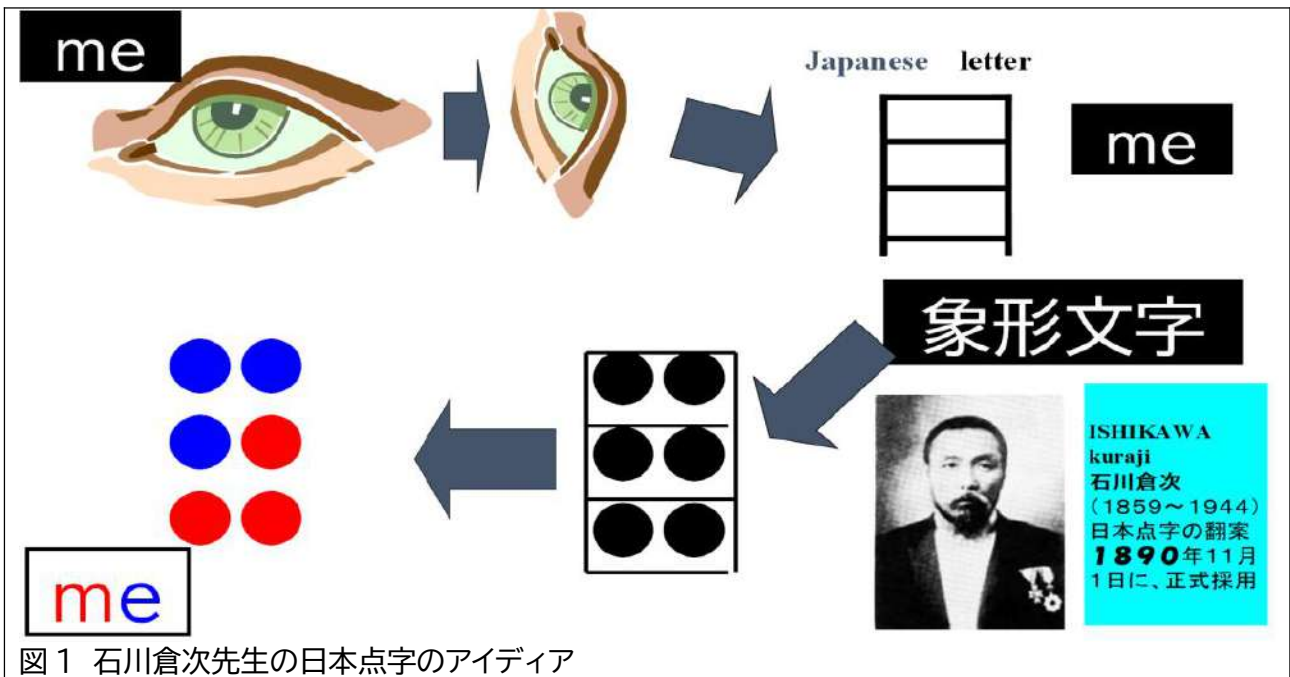 me
Japanese letter
me
象形文字
ISHIKAWA
kuraji
石川倉次
(1859～1944)
日本点字の翻案
1890年11月
1日に、正式採用
me
図1 石川倉次先生の日本点字のアイディア